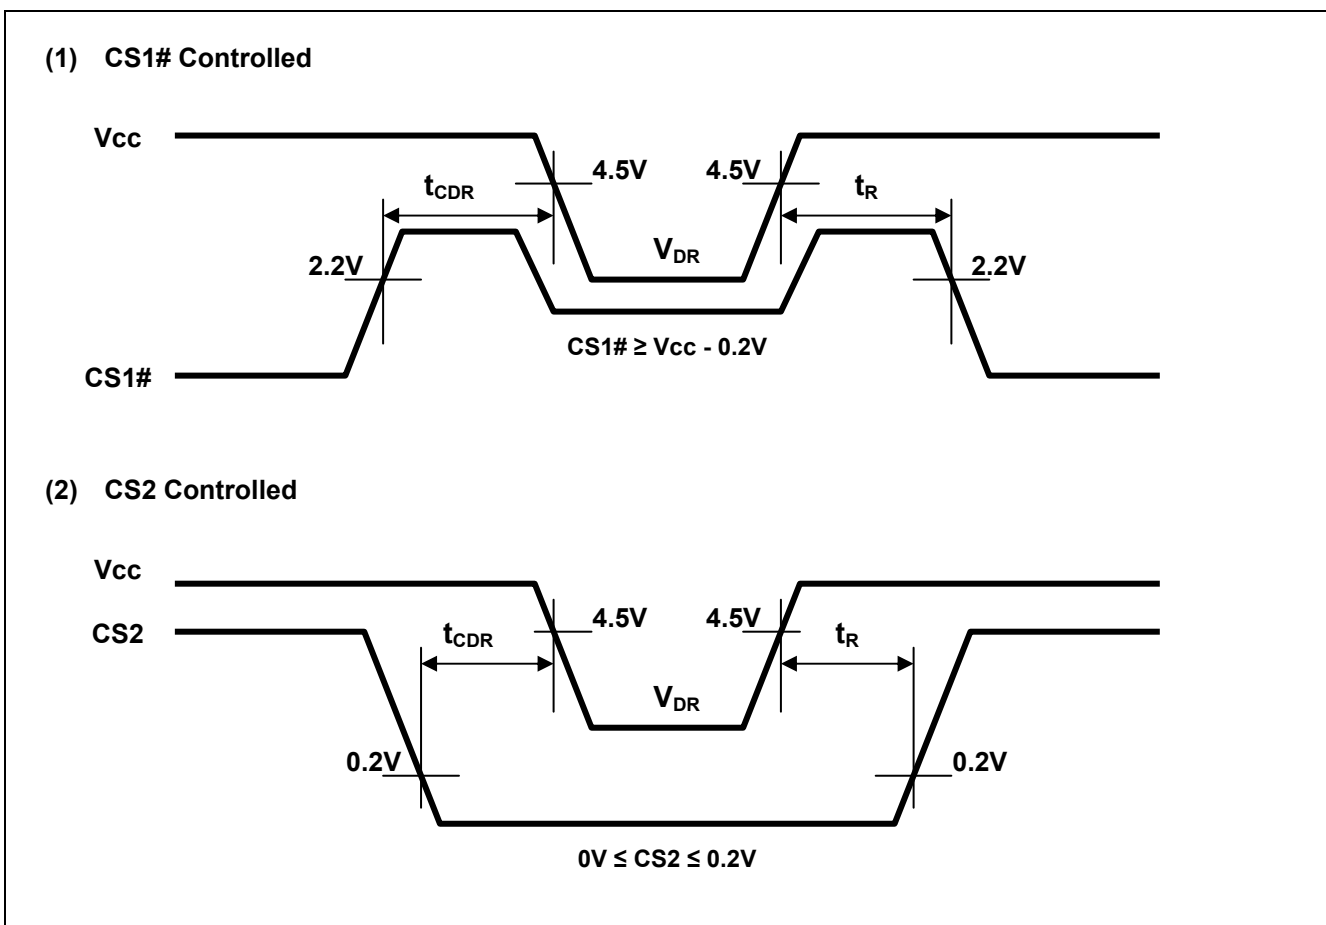 (1) CS1# Controlled
Vcc
4.5V 4.5V
tCDR tR
VDR
2.2V 2.2V
CS1# ≥ Vcc - 0.2V
CS1#
(2) CS2 Controlled
Vcc
4.5V 4.5V
CS2
tCDR tR
VDR
0.2V 0.2V
0V ≤ CS2 ≤ 0.2V